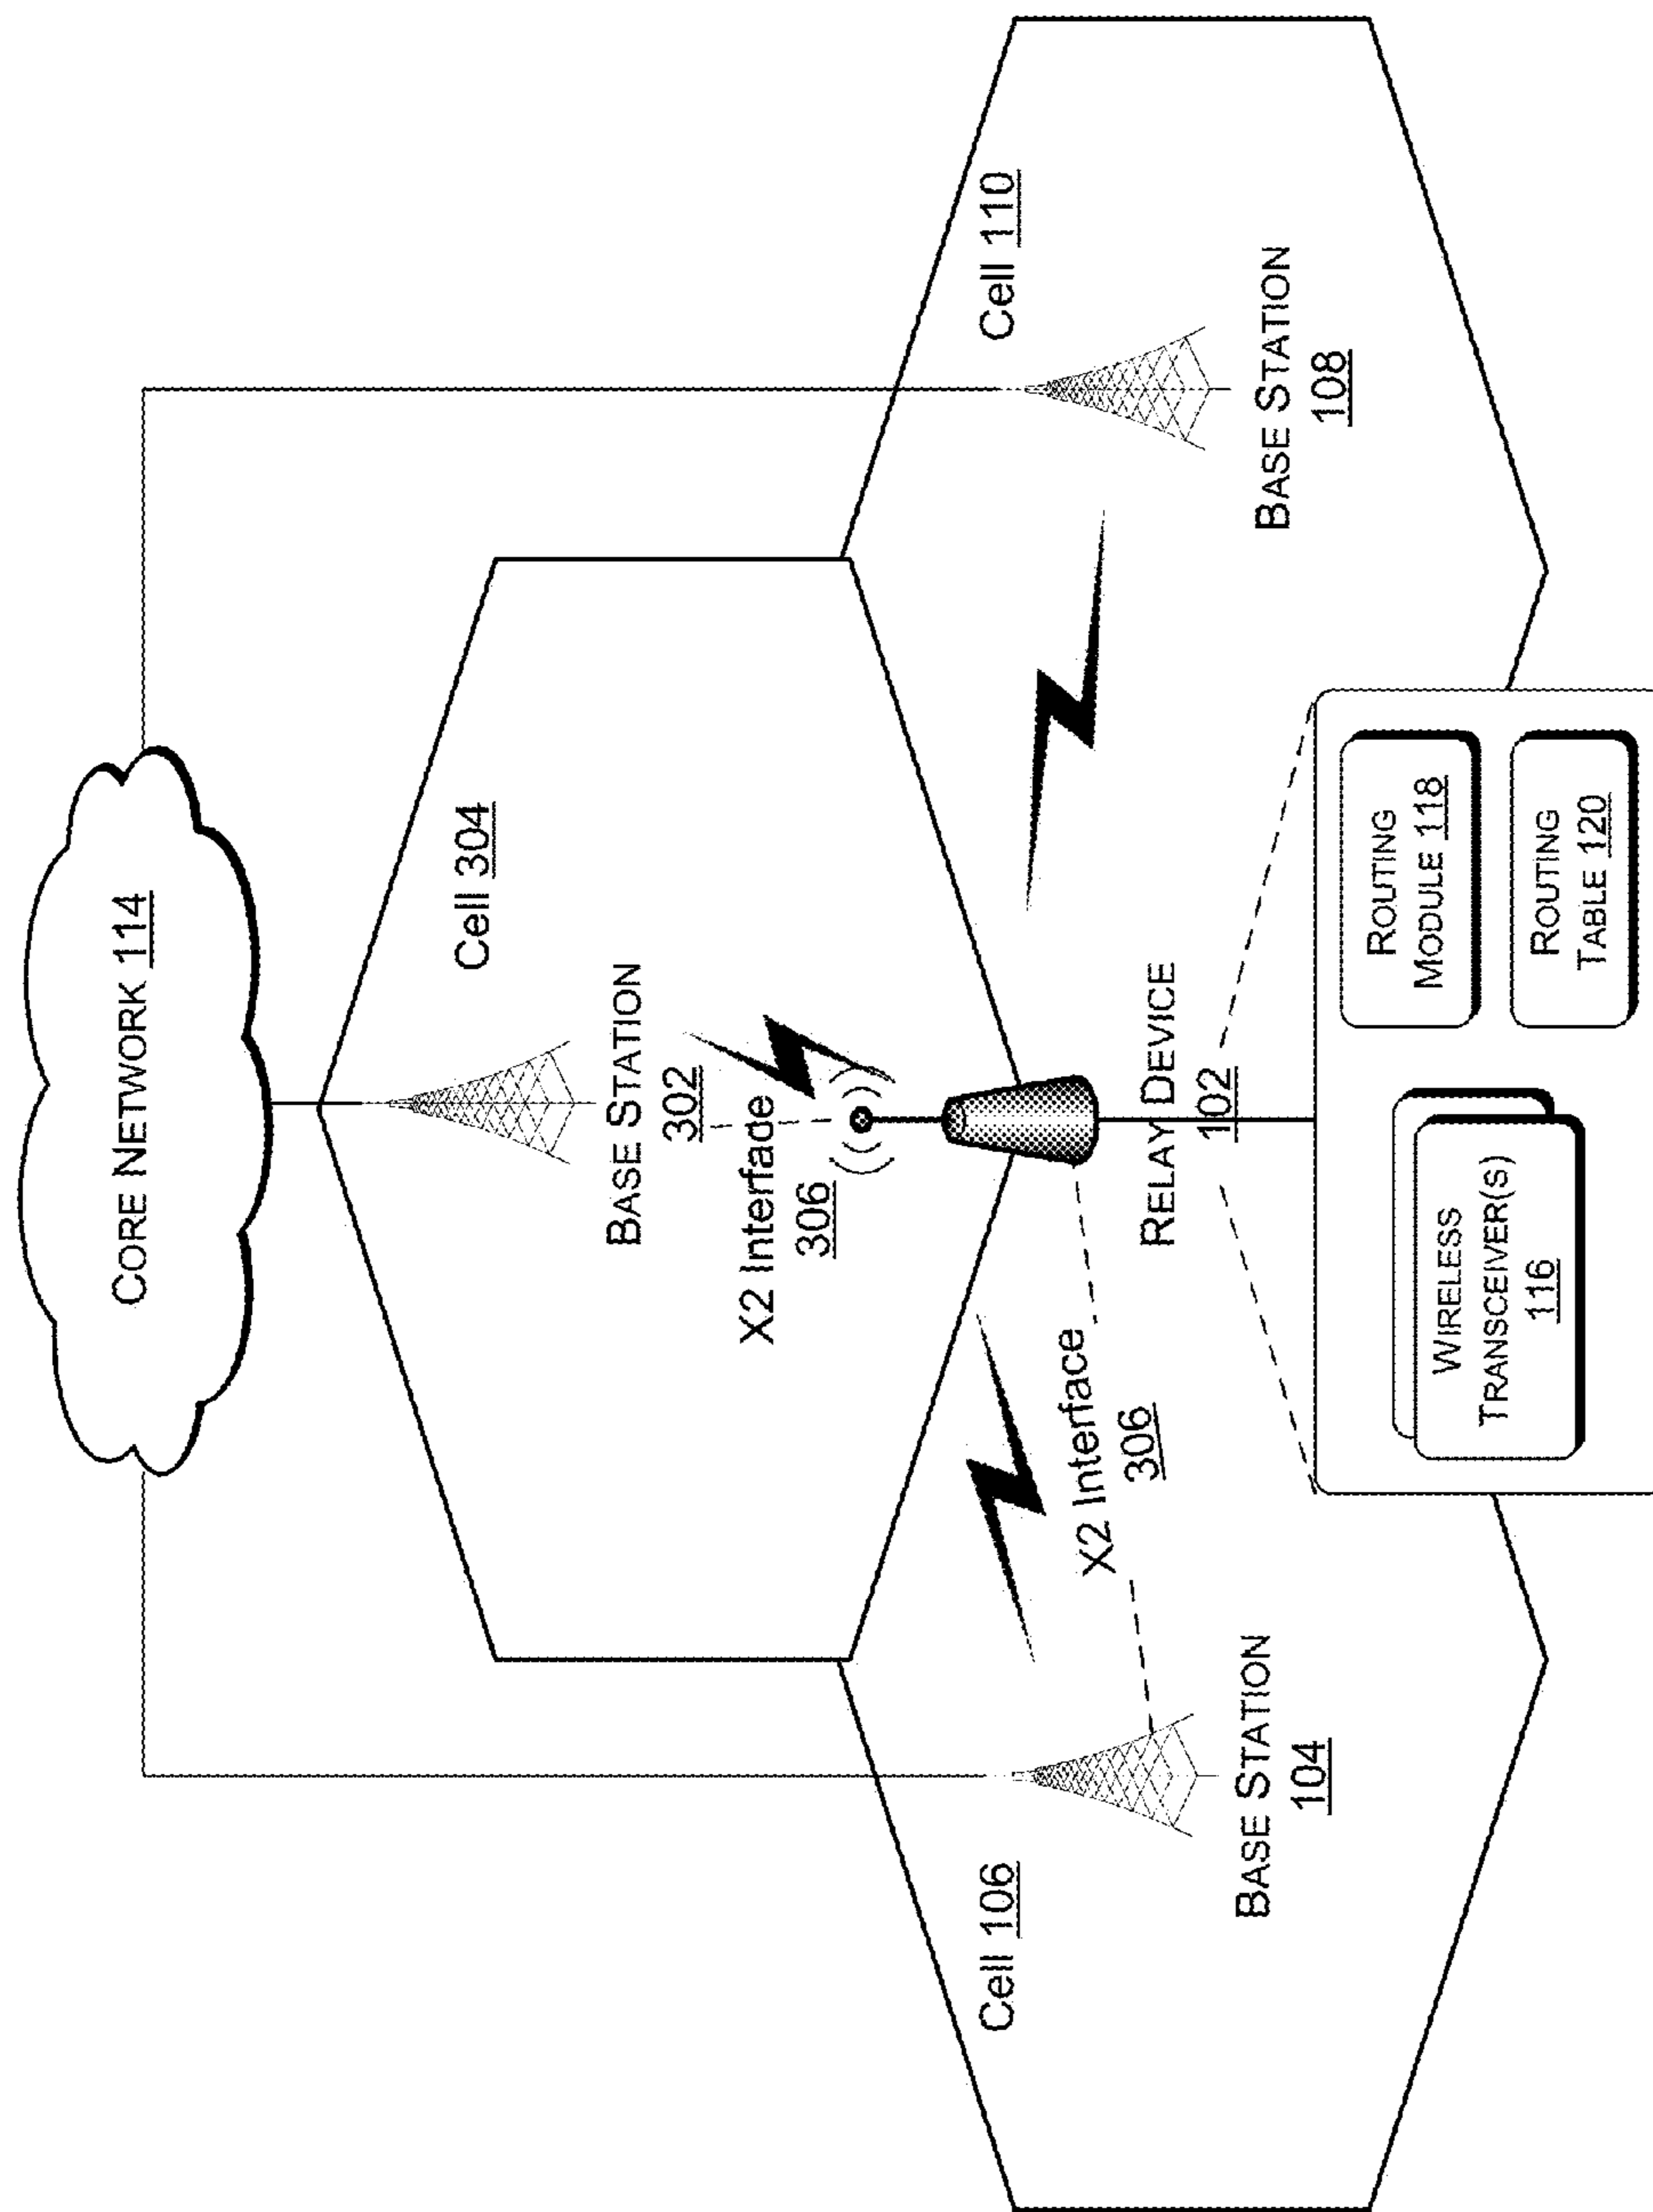 CORE NETWORK 114
Cell 304
BASE STATION
302
X2 Interfade
306
Cell 106
Cell 110
X2 Interface
306
BASE STATION
104
BASE STATION
108
RELAY DEVICE
102
WIRELESS
TRANSCEIVER(S)
116
ROUTING
MODULE 118
ROUTING
TABLE 120